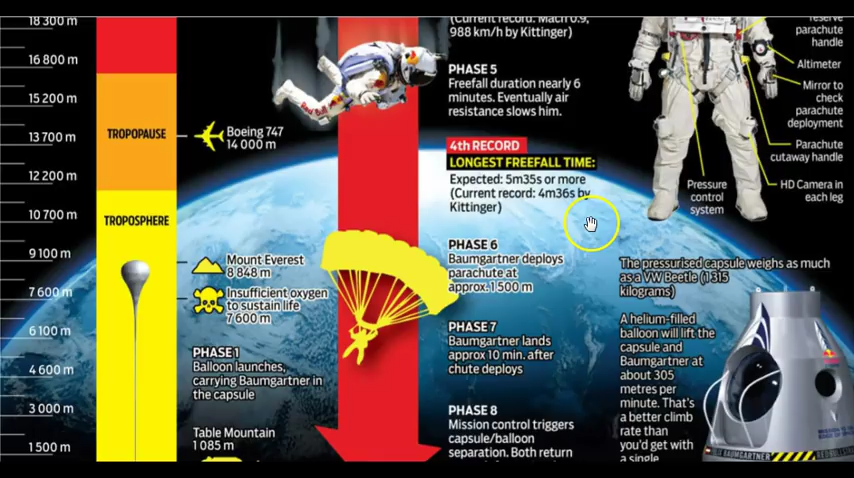 18 300 m
16 800 m
15 200 m
13 700 m
12 200 m
10 700 m
9 100 m
7 600 m
6 100 m
4 600 m
3 000 m
1 500 m
TROPOPAUSE
TROPOSPHERE
Boeing 747
14 000 m
Mount Everest
8 848 m
Insufficient oxygen
to sustain life
7 600 m
PHASE 1
Balloon launches,
carrying Baumgartner in
the capsule
Table Mountain
1 085 m
Red Bull
(Current record: Mach 0.9,
988 km/h by Kittinger)
PHASE 5
Freefall duration nearly 6
minutes. Eventually air
resistance slows him.
4th RECORD
LONGEST FREEFALL TIME:
Expected: 5m35s or more
(Current record: 4m36s by
Kittinger)
PHASE 6
Baumgartner deploys
parachute at
approx. 1 500 m
PHASE 7
Baumgartner lands
approx 10 min. after
chute deploys
PHASE 8
Mission control triggers
capsule/balloon
separation. Both return
reserve
parachute
handle
Altimeter
Mirror to
check
parachute
deployment
Parachute
cutaway handle
HD Camera in
each leg
Pressure
control
system
The pressurised capsule weighs as much
as a VW Beetle (1 315
kilograms)
A helium-filled
balloon will lift the
capsule and
Baumgartner at
about 305
metres per
minute. That's
a better climb
rate than
you'd get with
a single
BAUMGARTNER